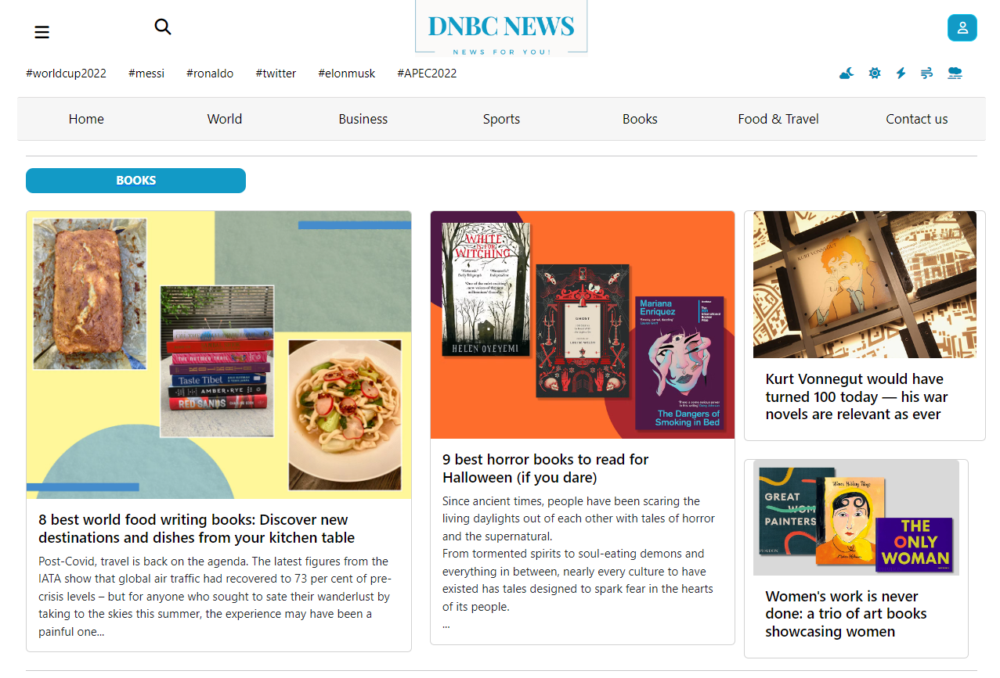 DNBC NEWS
NEWS FOR YOU!
#worldcup2022 #messi #ronaldo #twitter #elonmusk #APEC2022
Home World Business Sports Books Food & Travel Contact us
BOOKS
THE NUTMEG TRAIL
Taste Tibet
AMBER & RYE
RED SANDS
8 best world food writing books: Discover new
destinations and dishes from your kitchen table
Post-Covid, travel is back on the agenda. The latest figures from the
IATA show that global air traffic had recovered to 73 per cent of pre-
crisis levels – but for anyone who sought to sate their wanderlust by
taking to the skies this summer, the experience may have been a
painful one...
WHITE
IS FOR
WITCHING
HELEN OYEYEMI
GHOST
Mariana
Enriquez
The Dangers of
Smoking in Bed
9 best horror books to read for
Halloween (if you dare)
Since ancient times, people have been scaring the
living daylights out of each other with tales of horror
and the supernatural.
From tormented spirits to soul-eating demons and
everything in between, nearly every culture to have
existed has tales designed to spark fear in the hearts
of its people.
...
KURT VONNEGUT
Kurt Vonnegut would have
turned 100 today — his war
novels are relevant as ever
GREAT
WOMEN
PAINTERS
PHAIDON
Women Holding Things
Maira Kalman
THE
ONLY
WOMAN
Women's work is never
done: a trio of art books
showcasing women